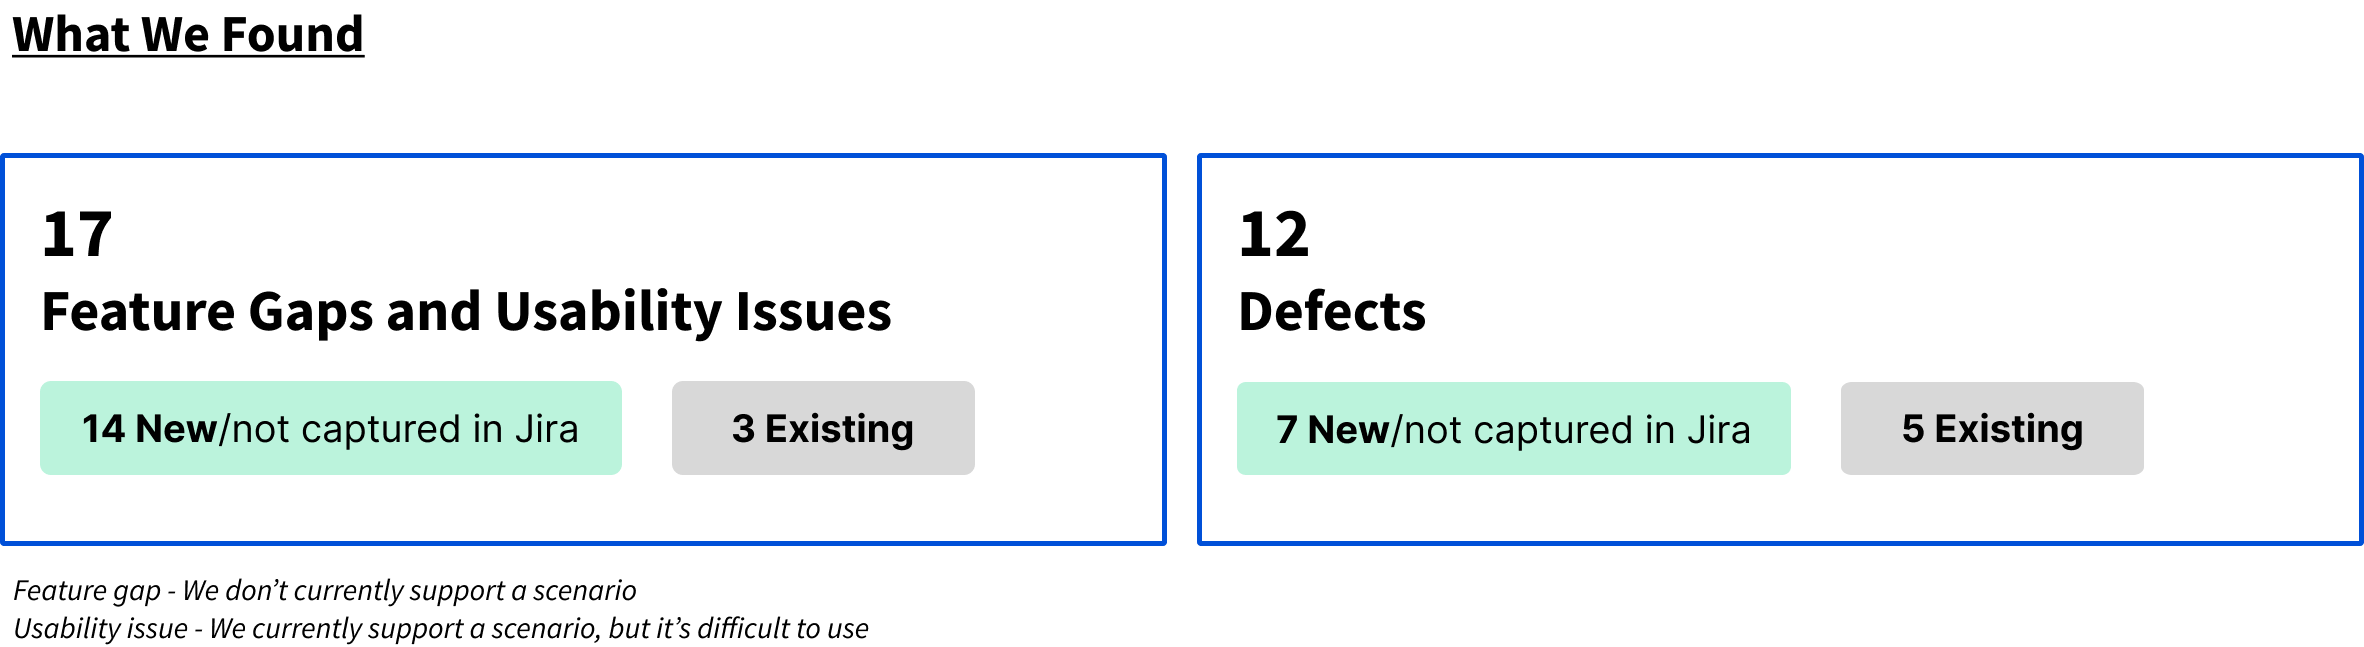 What We Found
17
Feature Gaps and Usability Issues
14 New/not captured in Jira
3 Existing
12
Defects
7 New/not captured in Jira
5 Existing
Feature gap - We don’t currently support a scenario
Usability issue - We currently support a scenario, but it’s difficult to use